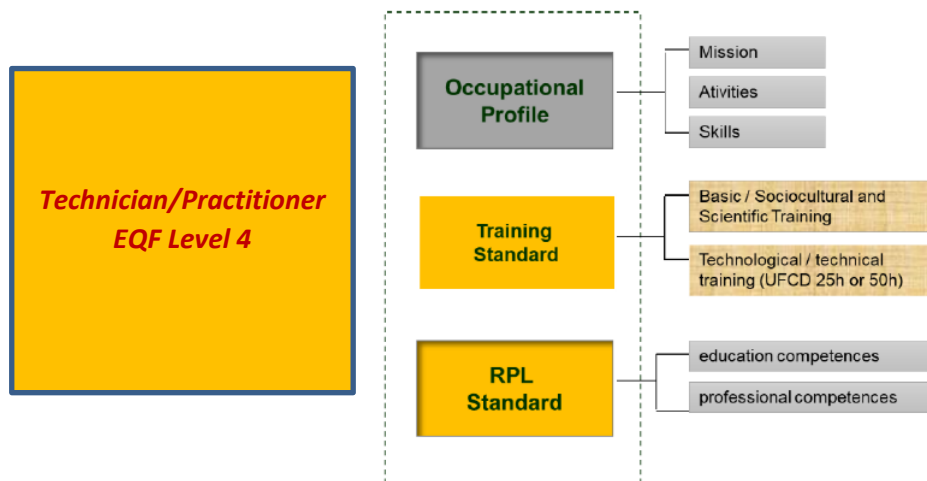 Technician/Practitioner
EQF Level 4
Occupational
Profile
Mission
Ativities
Skills
Training
Standard
Basic / Sociocultural and
Scientific Training
Technological / technical
training (UFCD 25h or 50h)
RPL
Standard
education competences
professional competences